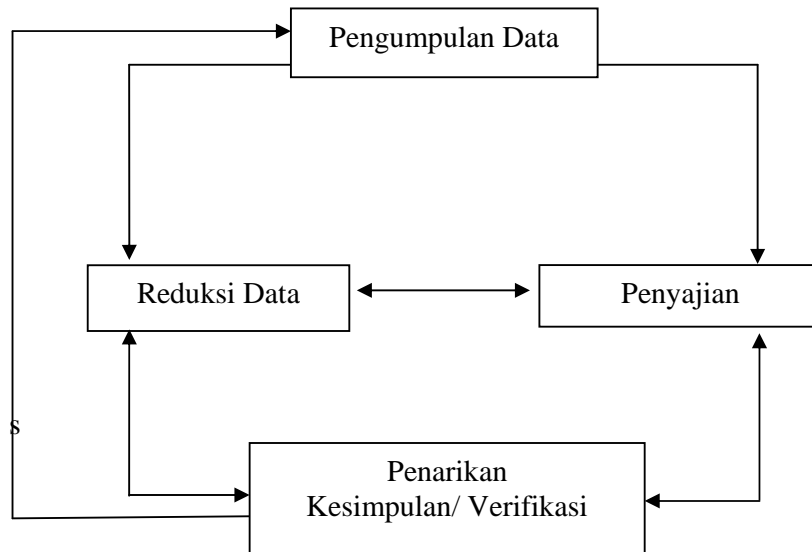 Pengumpulan Data
Reduksi Data
Penyajian
s
Penarikan
Kesimpulan/ Verifikasi